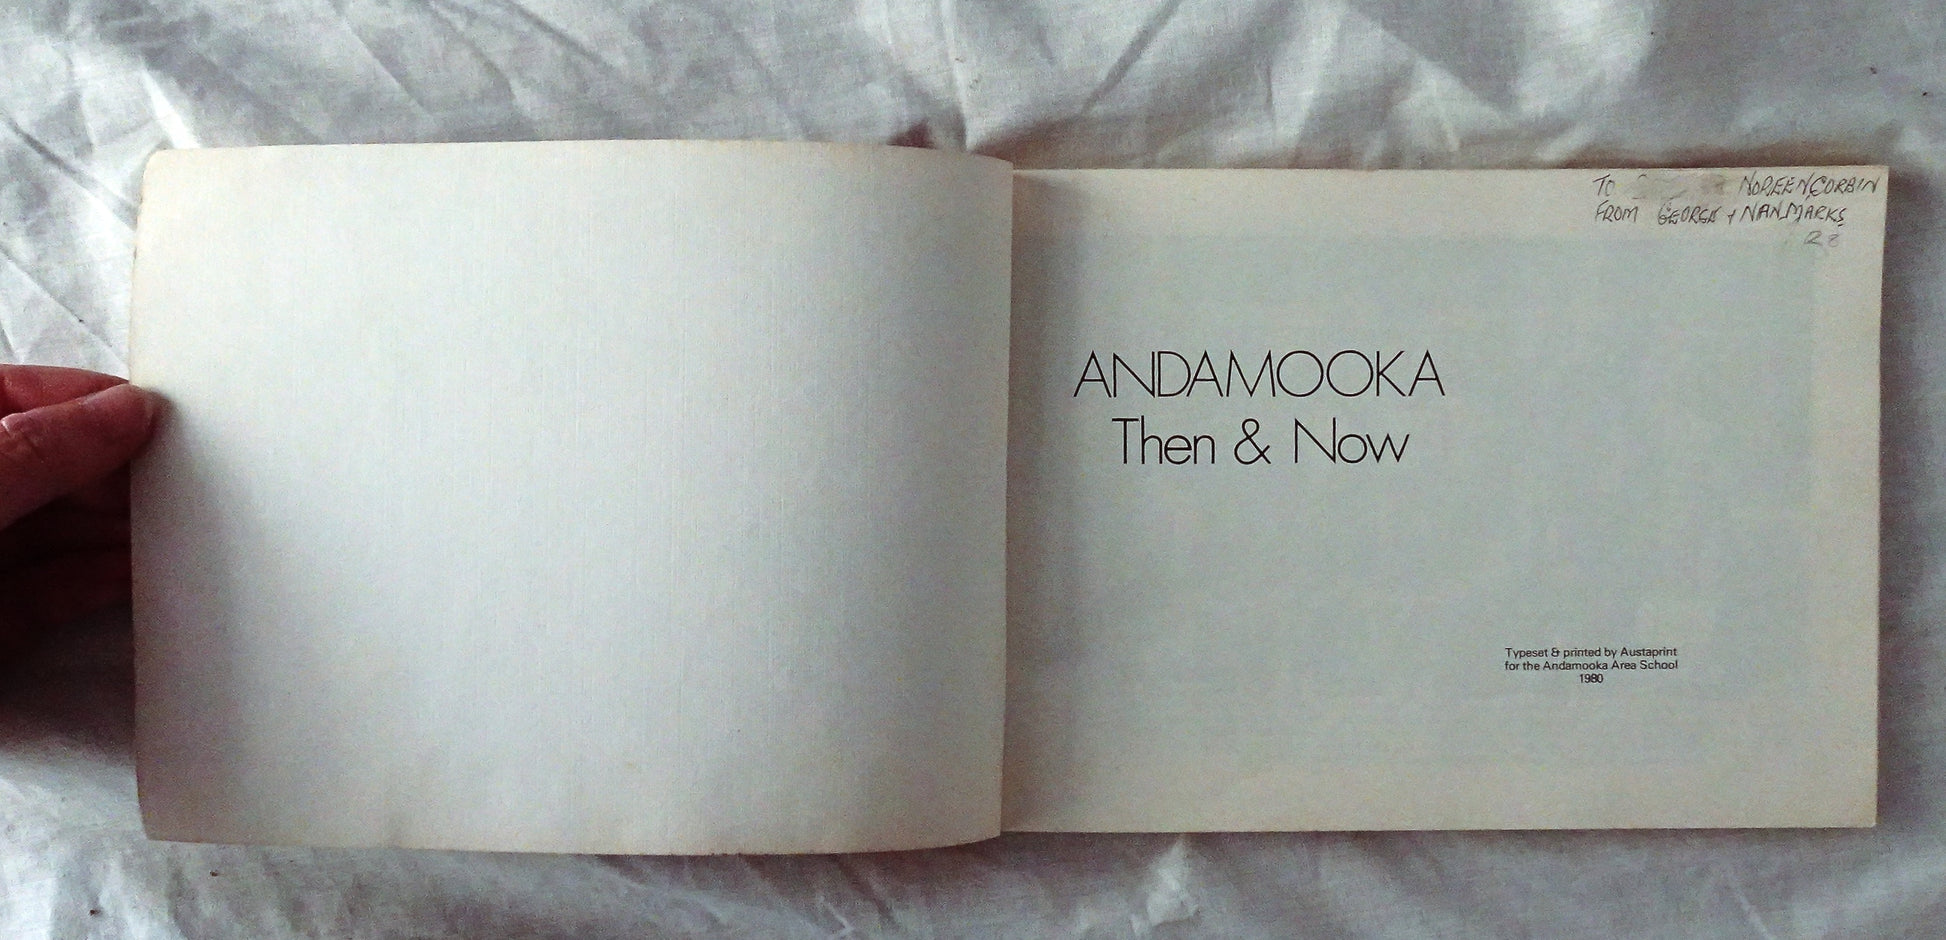 TO NOREEN CORBIN
FROM GEORGE + NAN MARKS
ANDAMOOKA
Then & Now
Typeset & printed by Austaprint
for the Andamooka Area School
1980